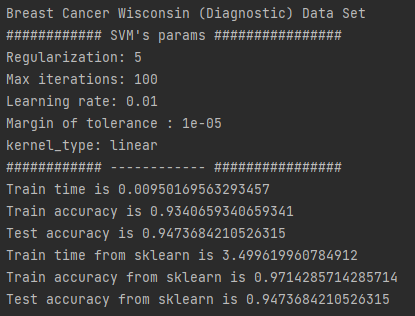 Breast Cancer Wisconsin (Diagnostic) Data Set
############ SVM's params ################
Regularization: 5
Max iterations: 100
Learning rate: 0.01
Margin of tolerance : 1e-05
kernel_type: linear
############ ------------ ################
Train time is 0.00950169563293457
Train accuracy is 0.9340659340659341
Test accuracy is 0.9473684210526315
Train time from sklearn is 3.499619960784912
Train accuracy from sklearn is 0.9714285714285714
Test accuracy from sklearn is 0.9473684210526315